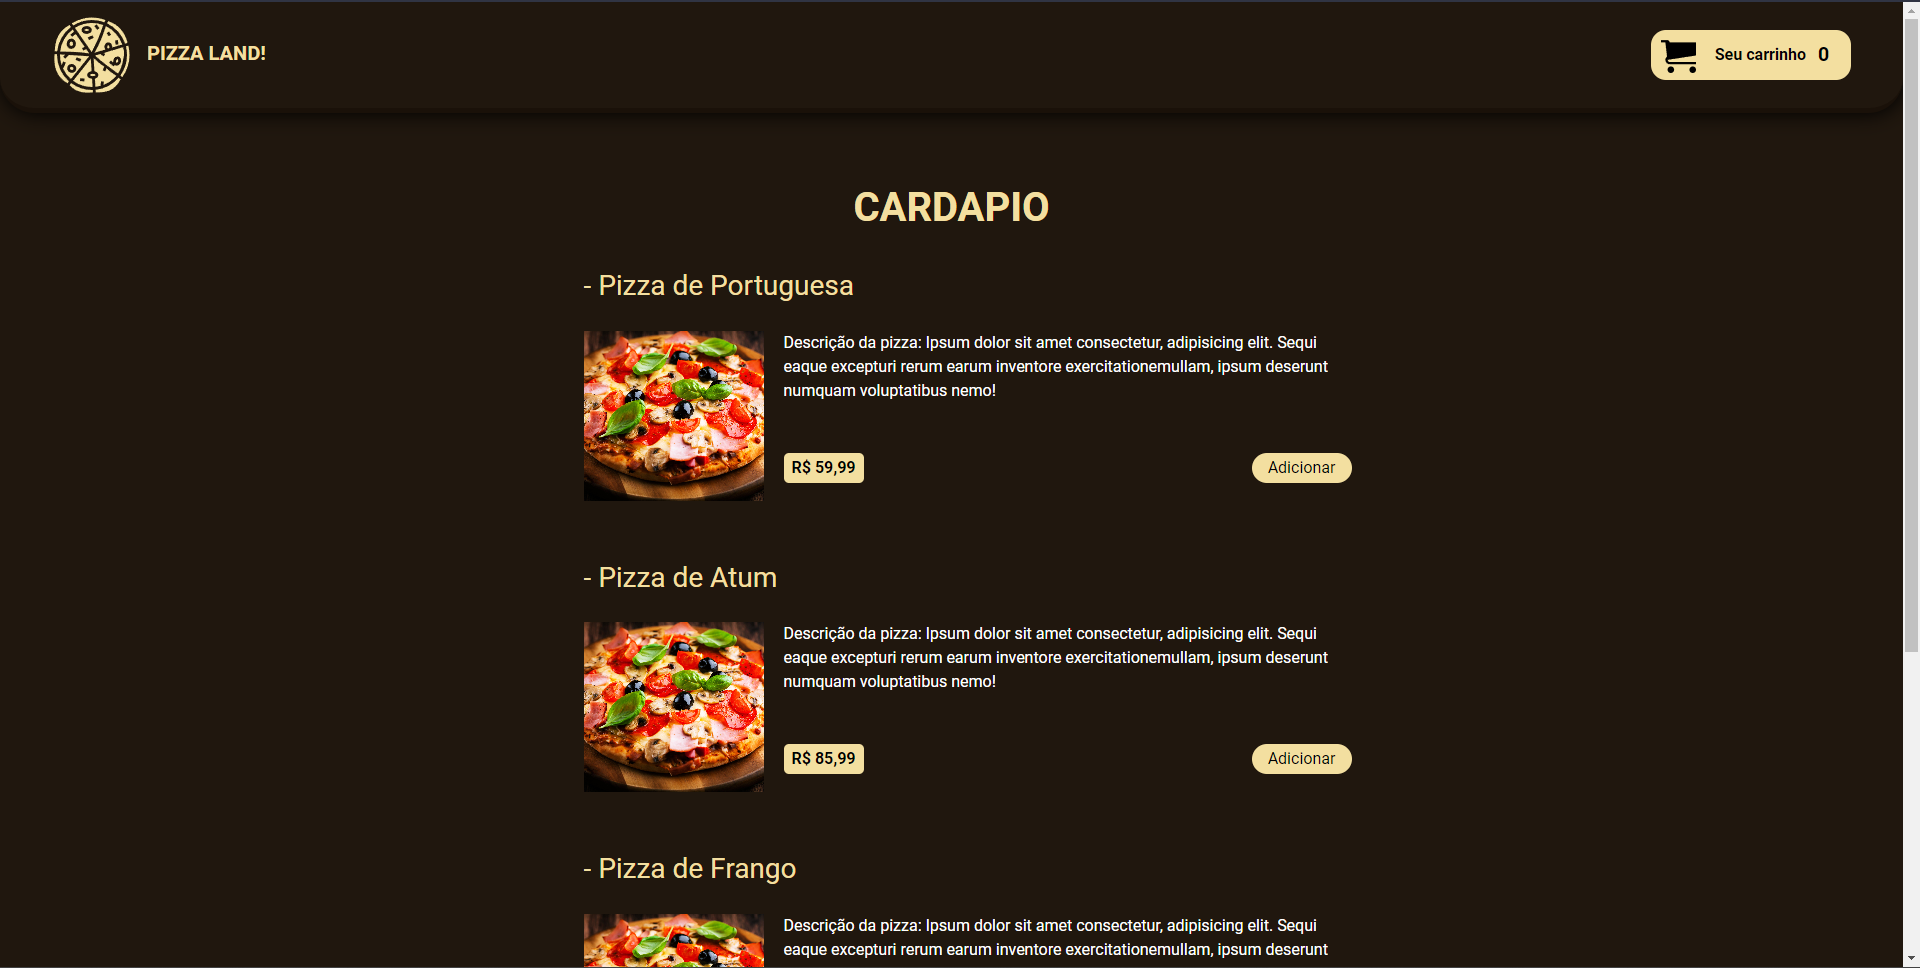 PIZZA LAND!
Seu carrinho 0
CARDAPIO
- Pizza de Portuguesa
Descrição da pizza: Ipsum dolor sit amet consectetur, adipisicing elit. Sequi
eaque excepturi rerum earum inventore exercitationemullam, ipsum deserunt
numquam voluptatibus nemo!
R$ 59,99
Adicionar
- Pizza de Atum
Descrição da pizza: Ipsum dolor sit amet consectetur, adipisicing elit. Sequi
eaque excepturi rerum earum inventore exercitationemullam, ipsum deserunt
numquam voluptatibus nemo!
R$ 85,99
Adicionar
- Pizza de Frango
Descrição da pizza: Ipsum dolor sit amet consectetur, adipisicing elit. Sequi
eaque excepturi rerum earum inventore exercitationemullam, ipsum deserunt